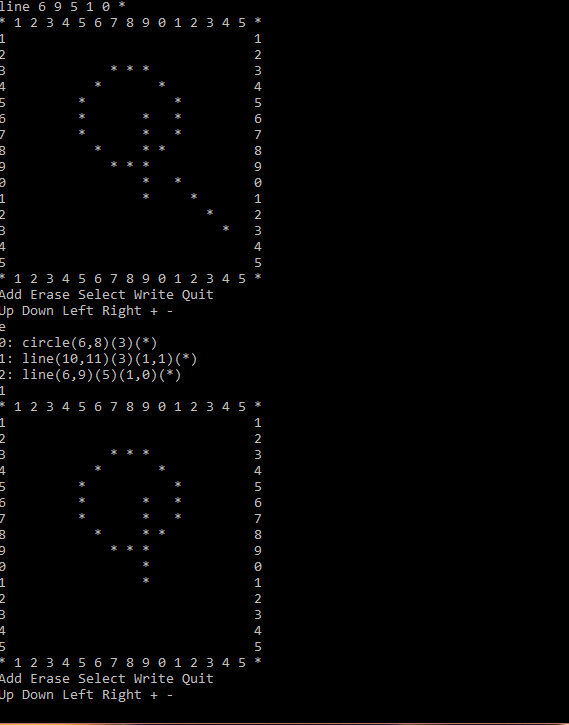 line 6 9 5 1 0 *
* 1 2 3 4 5 6 7 8 9 0 1 2 3 4 5 *
1                               1
2                               2
3             * * *             3
4           *       *           4
5         *           *         5
6         *       *   *         6
7         *       *   *         7
8           *     * *           8
9             * * *             9
0                 *   *         0
1                 *     *       1
2                         *     2
3                           *   3
4                               4
5                               5
* 1 2 3 4 5 6 7 8 9 0 1 2 3 4 5 *
Add Erase Select Write Quit
Up Down Left Right + -
e
0: circle(6,8)(3)(*)
1: line(10,11)(3)(1,1)(*)
2: line(6,9)(5)(1,0)(*)
1
* 1 2 3 4 5 6 7 8 9 0 1 2 3 4 5 *
1                               1
2                               2
3             * * *             3
4           *       *           4
5         *           *         5
6         *       *   *         6
7         *       *   *         7
8           *     * *           8
9             * * *             9
0                 *             0
1                 *             1
2                               2
3                               3
4                               4
5                               5
* 1 2 3 4 5 6 7 8 9 0 1 2 3 4 5 *
Add Erase Select Write Quit
Up Down Left Right + -